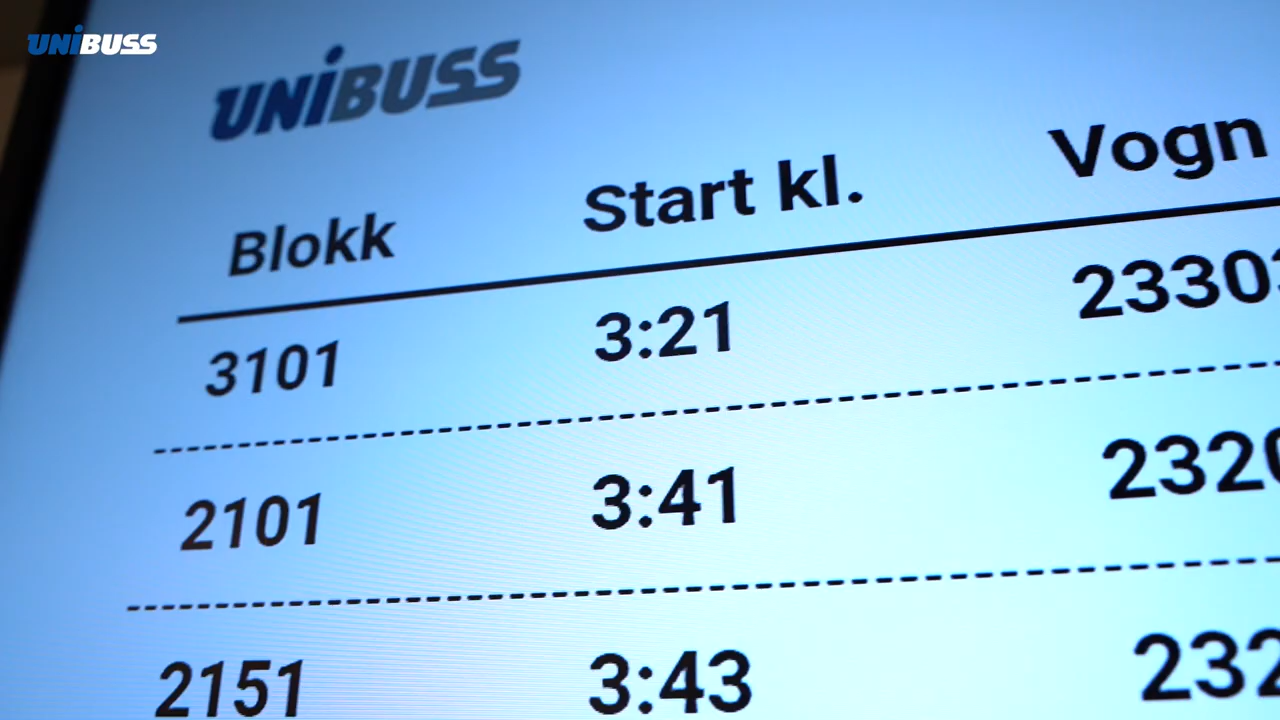 UNiBUSS
UNiBUSS
Blokk Start kl. Vogn
3101 3:21
2101 3:41
2151 3:43